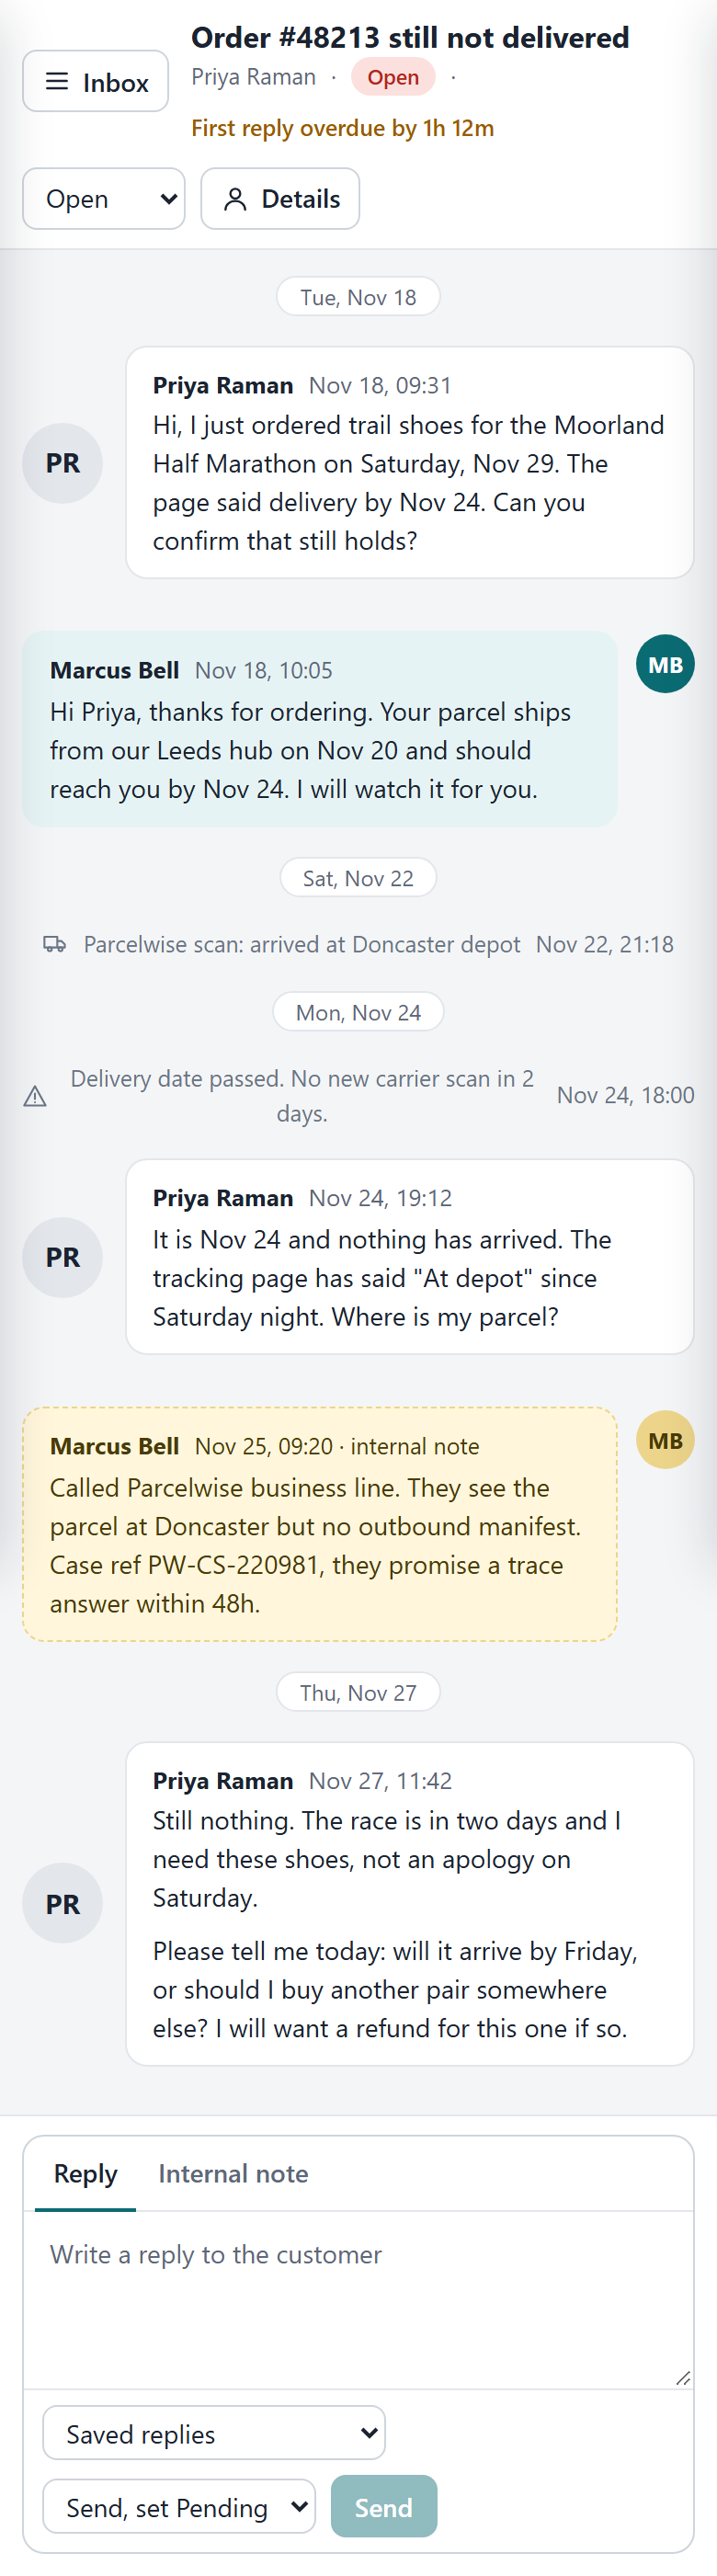 Order #48213 still not delivered
Inbox
Priya Raman · Open ·
First reply overdue by 1h 12m
Open
Details
Tue, Nov 18
Priya Raman Nov 18, 09:31
PR
Hi, I just ordered trail shoes for the Moorland
Half Marathon on Saturday, Nov 29. The
page said delivery by Nov 24. Can you
confirm that still holds?
Marcus Bell Nov 18, 10:05
MB
Hi Priya, thanks for ordering. Your parcel ships
from our Leeds hub on Nov 20 and should
reach you by Nov 24. I will watch it for you.
Sat, Nov 22
Parcelwise scan: arrived at Doncaster depot Nov 22, 21:18
Mon, Nov 24
Delivery date passed. No new carrier scan in 2
days.
Nov 24, 18:00
Priya Raman Nov 24, 19:12
PR
It is Nov 24 and nothing has arrived. The
tracking page has said "At depot" since
Saturday night. Where is my parcel?
Marcus Bell Nov 25, 09:20 · internal note
MB
Called Parcelwise business line. They see the
parcel at Doncaster but no outbound manifest.
Case ref PW-CS-220981, they promise a trace
answer within 48h.
Thu, Nov 27
Priya Raman Nov 27, 11:42
PR
Still nothing. The race is in two days and I
need these shoes, not an apology on
Saturday.
Please tell me today: will it arrive by Friday,
or should I buy another pair somewhere
else? I will want a refund for this one if so.
Reply
Internal note
Write a reply to the customer
Saved replies
Send, set Pending
Send